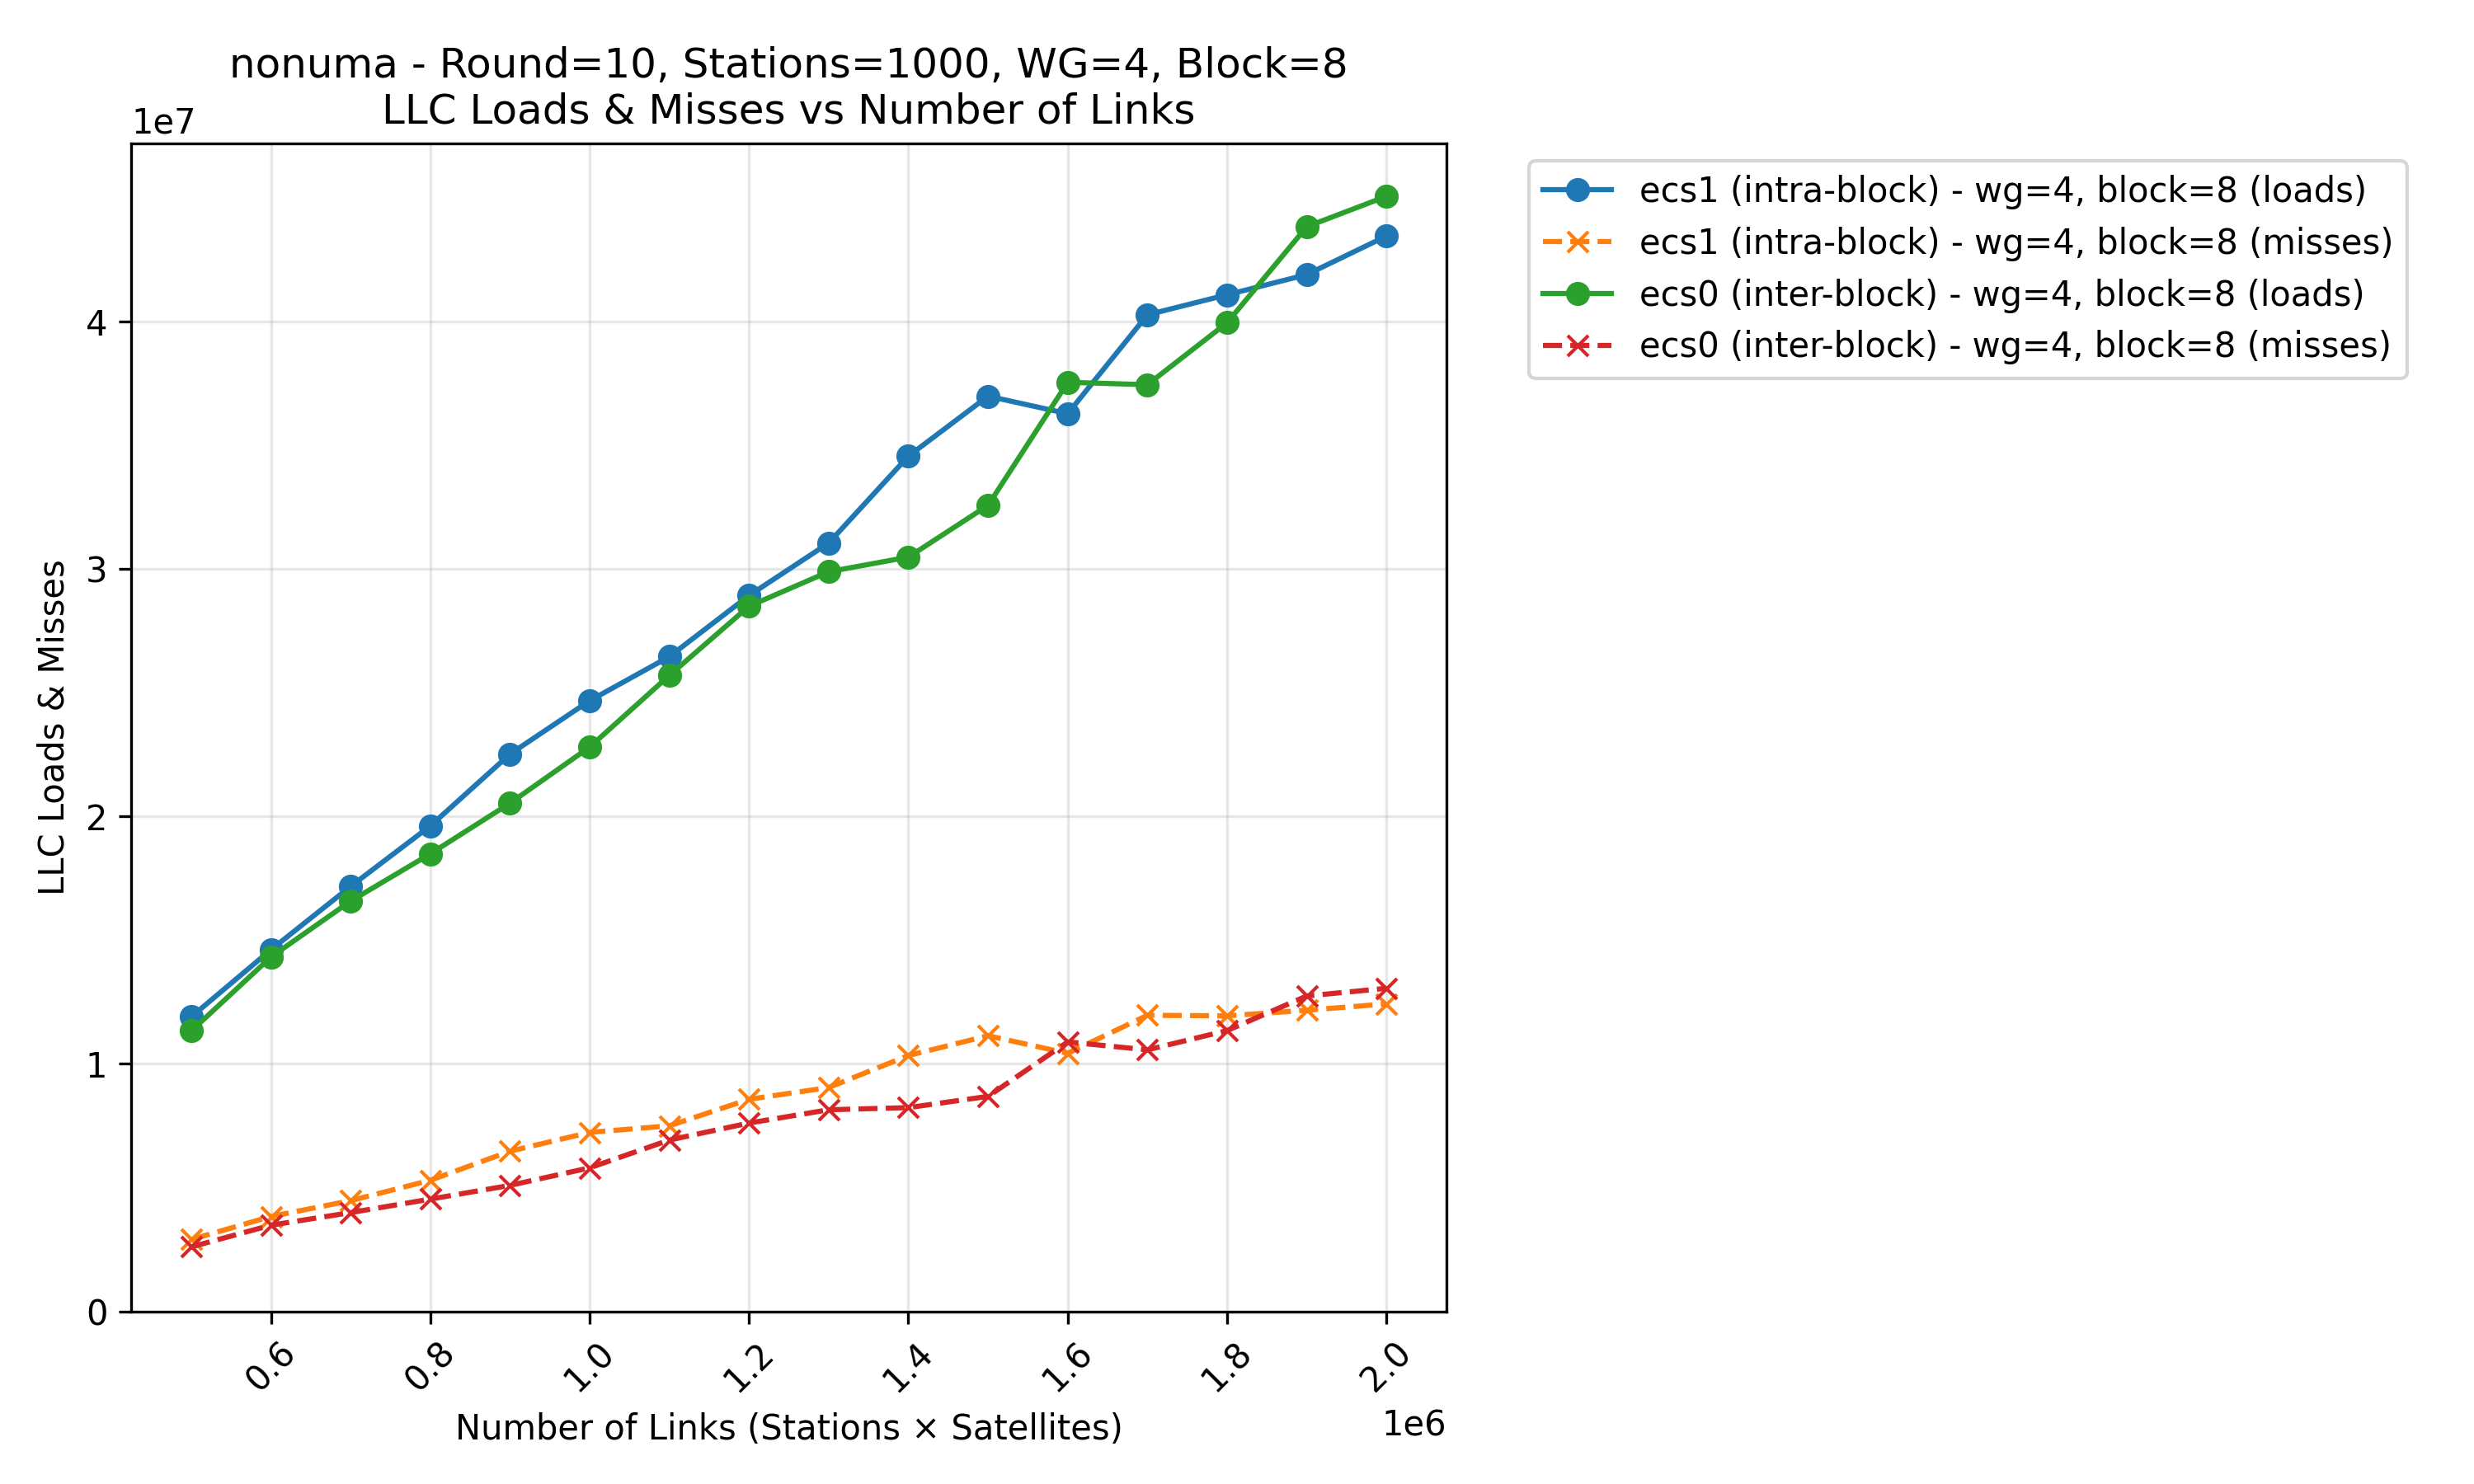 nonuma - Round=10, Stations=1000, WG=4, Block=8
LLC Loads & Misses vs Number of Links
1e7
4
3
2
1
0
LLC Loads & Misses
0.6
0.8
1.0
1.2
1.4
1.6
1.8
2.0
1e6
Number of Links (Stations × Satellites)
ecs1 (intra-block) - wg=4, block=8 (loads)
ecs1 (intra-block) - wg=4, block=8 (misses)
ecs0 (inter-block) - wg=4, block=8 (loads)
ecs0 (inter-block) - wg=4, block=8 (misses)